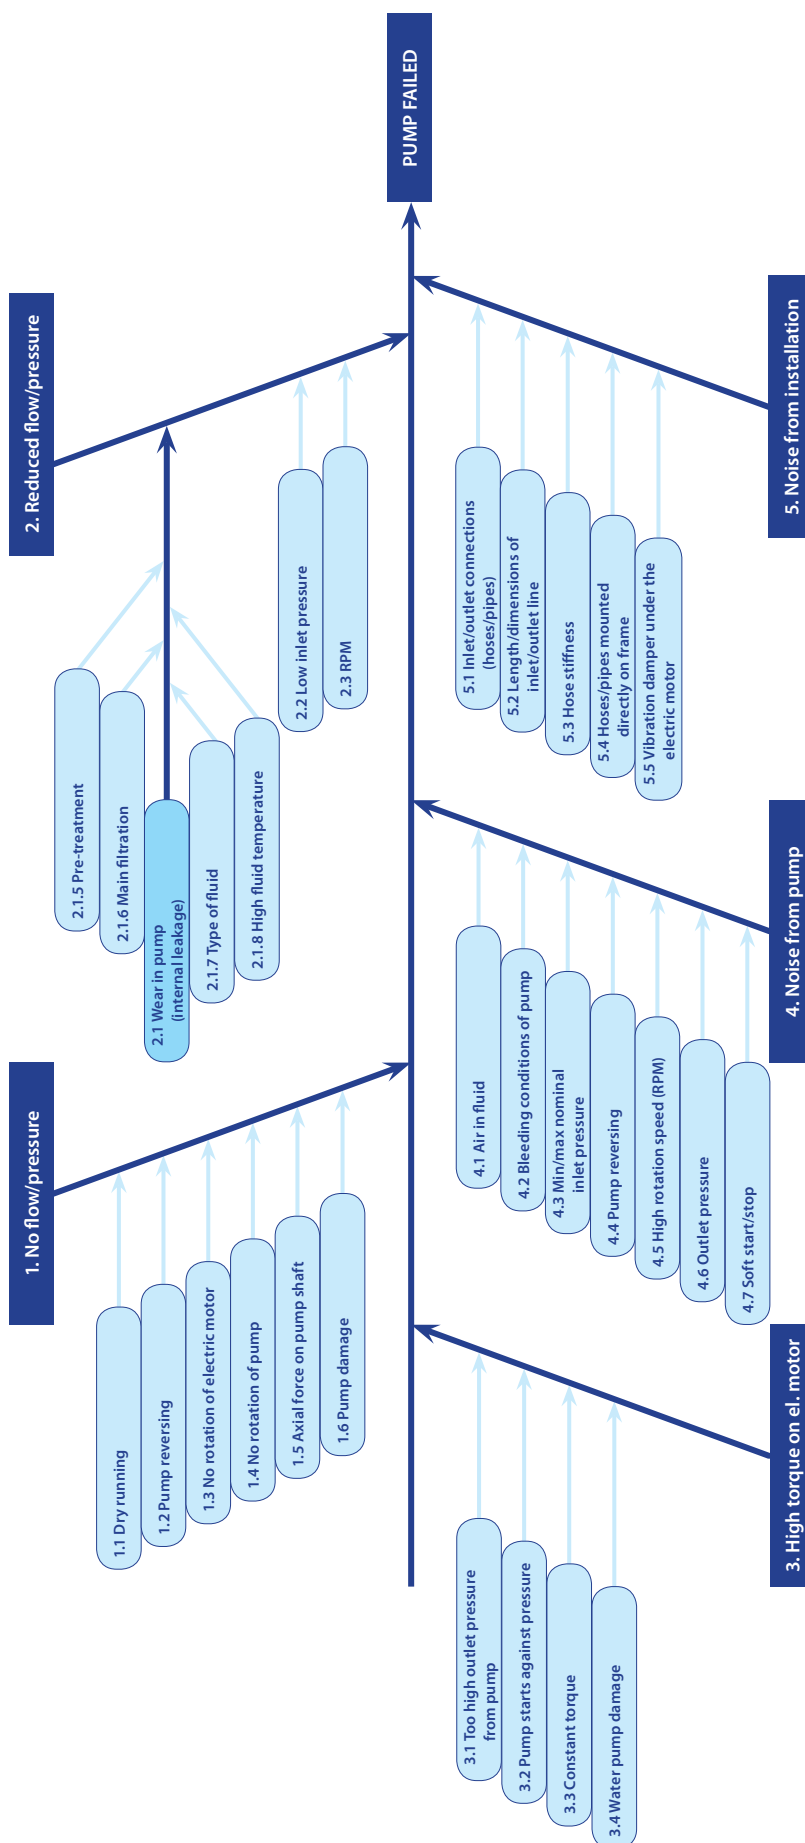 PUMP FAILED
1. No flow/pressure
1.1 Dry running
1.2 Pump reversing
1.3 No rotation of electric motor
1.4 No rotation of pump
1.5 Axial force on pump shaft
1.6 Pump damage
2. Reduced flow/pressure
2.1.5 Pre-treatment
2.1.6 Main filtration
2.1 Wear in pump
(internal leakage)
2.1.7 Type of fluid
2.1.8 High fluid temperature
2.2 Low inlet pressure
2.3 RPM
3. High torque on el. motor
3.1 Too high outlet pressure
from pump
3.2 Pump starts against pressure
3.3 Constant torque
3.4 Water pump damage
4. Noise from pump
4.1 Air in fluid
4.2 Bleeding conditions of pump
4.3 Min/max nominal
inlet pressure
4.4 Pump reversing
4.5 High rotation speed (RPM)
4.6 Outlet pressure
4.7 Soft start/stop
5. Noise from installation
5.1 Inlet/outlet connections
(hoses/pipes)
5.2 Length/dimensions of
inlet/outlet line
5.3 Hose stiffness
5.4 Hoses/pipes mounted
directly on frame
5.5 Vibration damper under the
electric motor